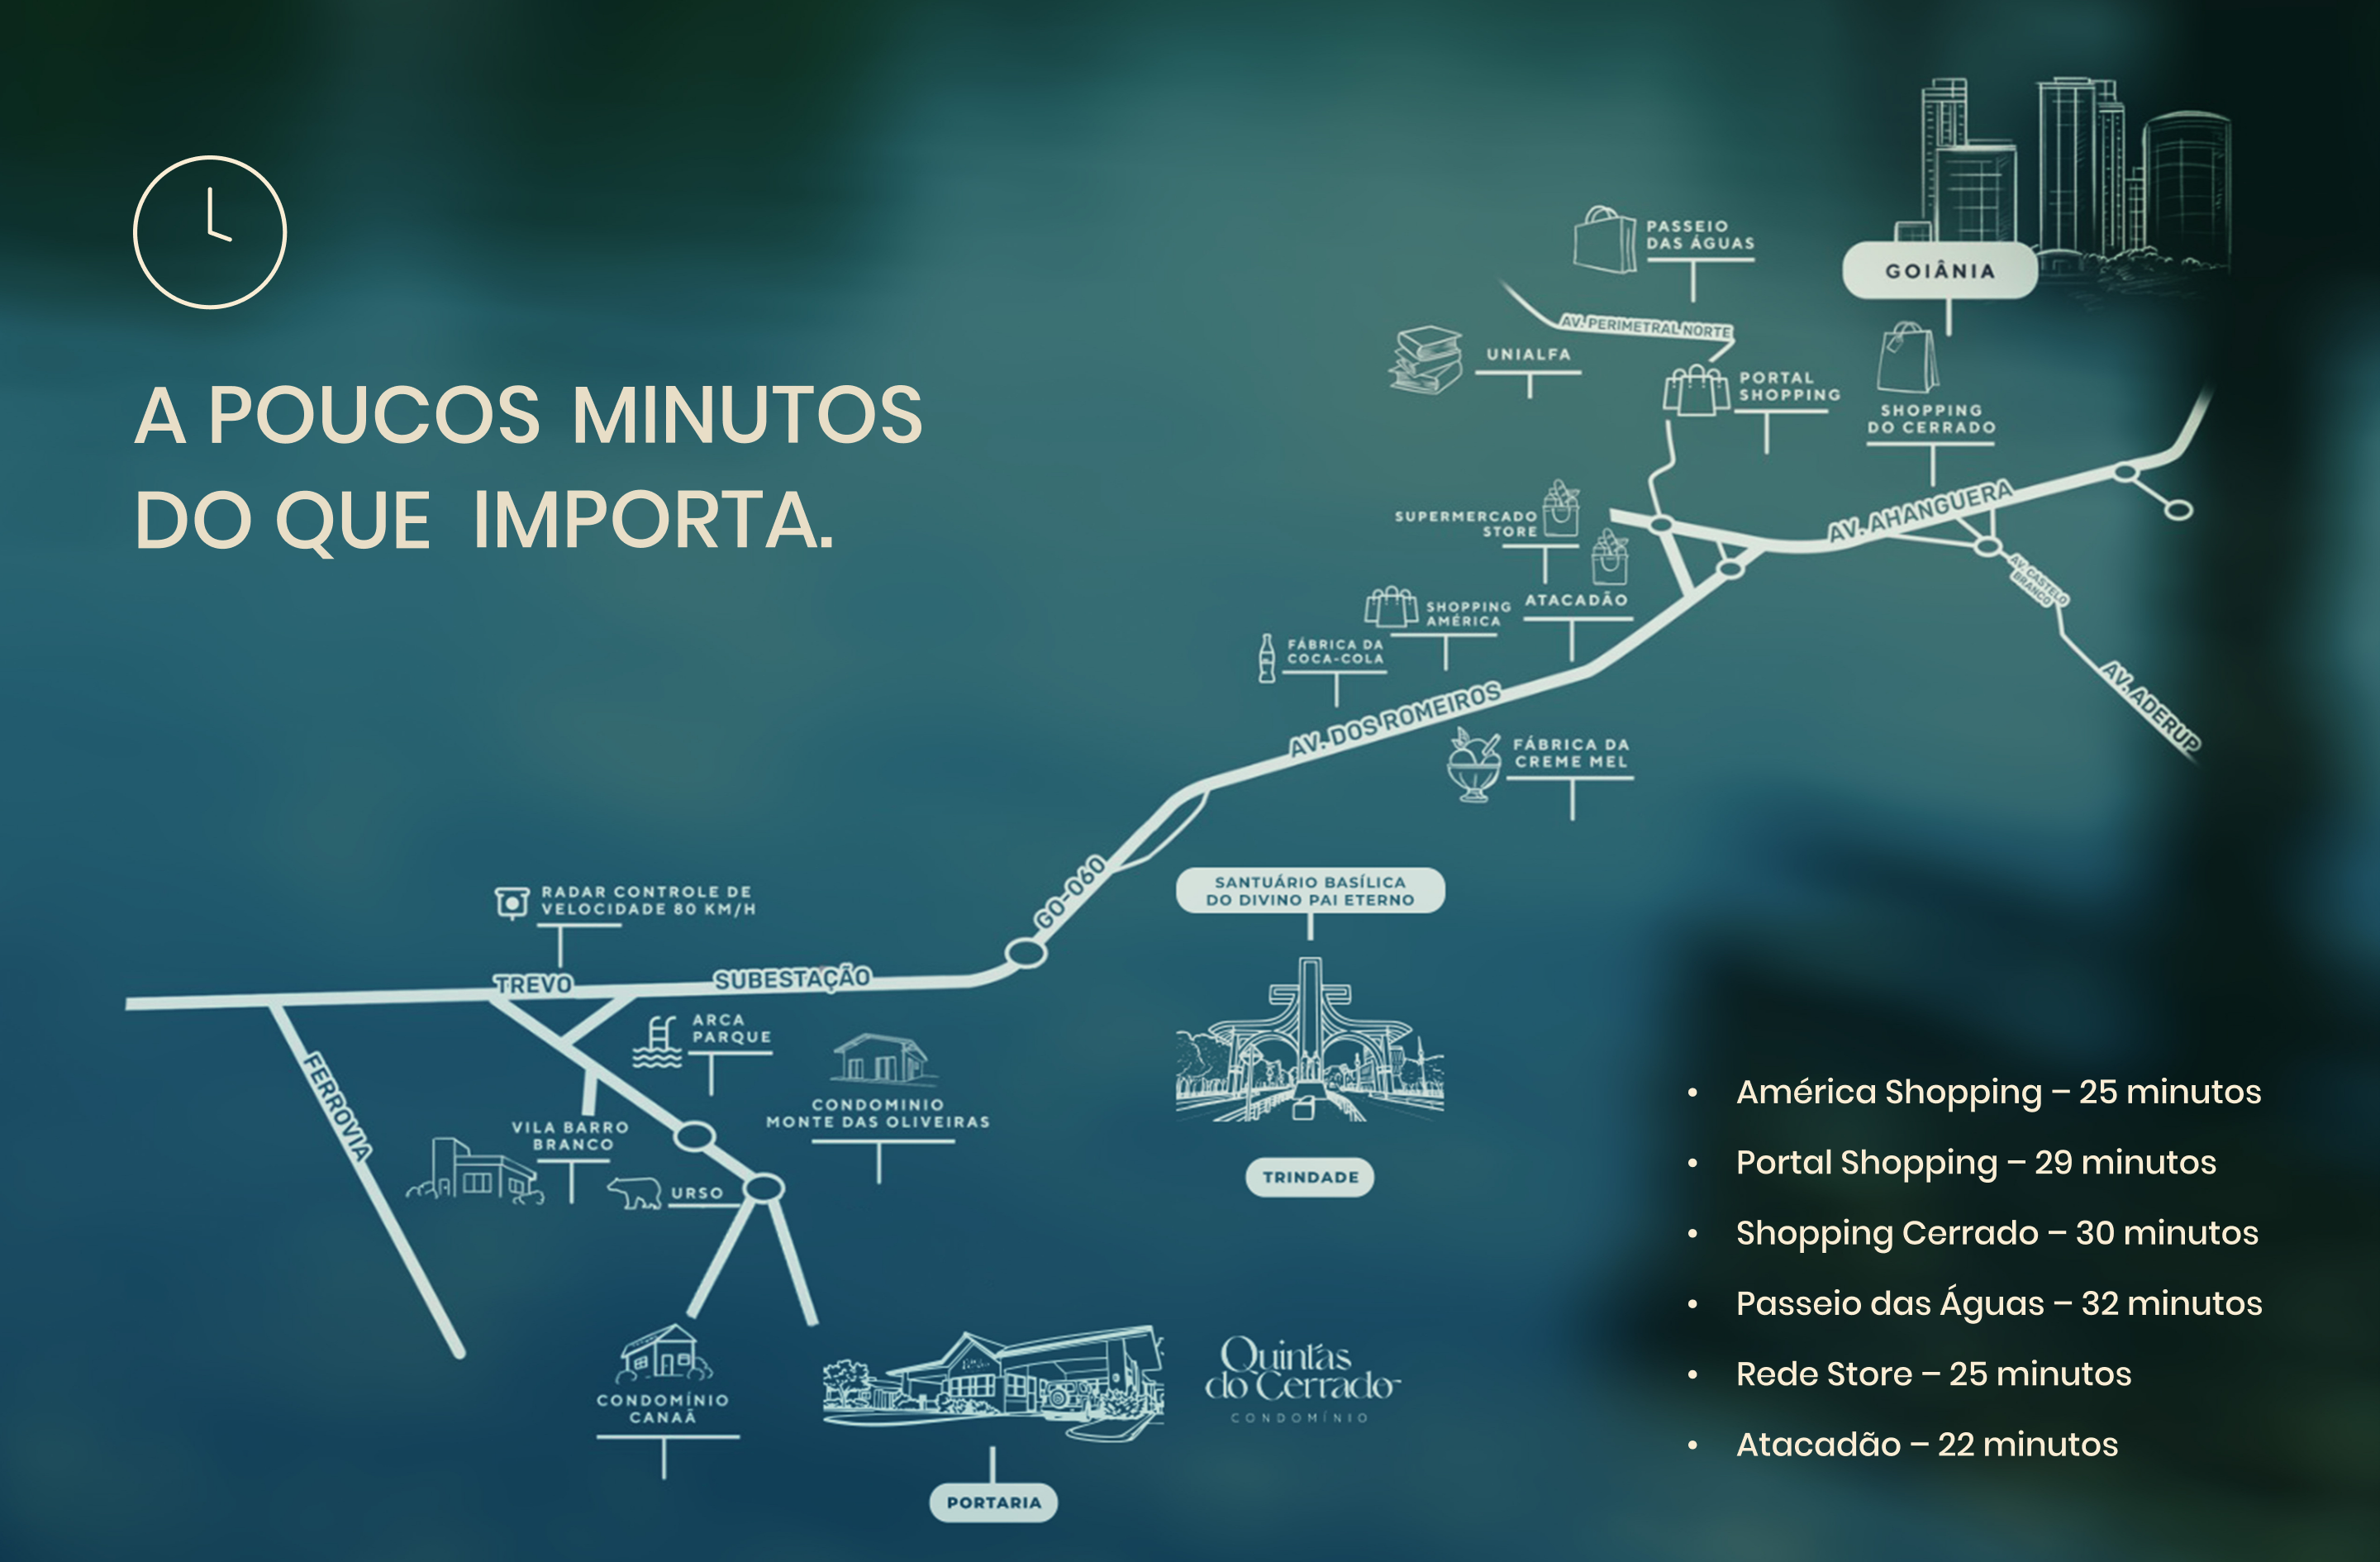 A POUCOS MINUTOS
DO QUE IMPORTA.
GOIÂNIA
PASSEIO
DAS ÁGUAS
AV. PERIMETRAL NORTE
UNIALFA
PORTAL
SHOPPING
SHOPPING
DO CERRADO
AV. AHANGUERA
SUPERMERCADO
STORE
ATACADÃO
SHOPPING
AMÉRICA
FÁBRICA DA
COCA-COLA
AV. CASTELO
BRANCO
AV. ADERUP
AV. DOS ROMEIROS
FÁBRICA DA
CREME MEL
GO-060
SANTUÁRIO BASÍLICA
DO DIVINO PAI ETERNO
TRINDADE
RADAR CONTROLE DE
VELOCIDADE 80 KM/H
TREVO
SUBESTAÇÃO
ARCA
PARQUE
CONDOMINIO
MONTE DAS OLIVEIRAS
FERROVIA
VILA BARRO
BRANCO
URSO
CONDOMÍNIO
CANAÃ
Quintas
do Cerrado
CONDOMÍNIO
PORTARIA
• América Shopping – 25 minutos
• Portal Shopping – 29 minutos
• Shopping Cerrado – 30 minutos
• Passeio das Águas – 32 minutos
• Rede Store – 25 minutos
• Atacadão – 22 minutos